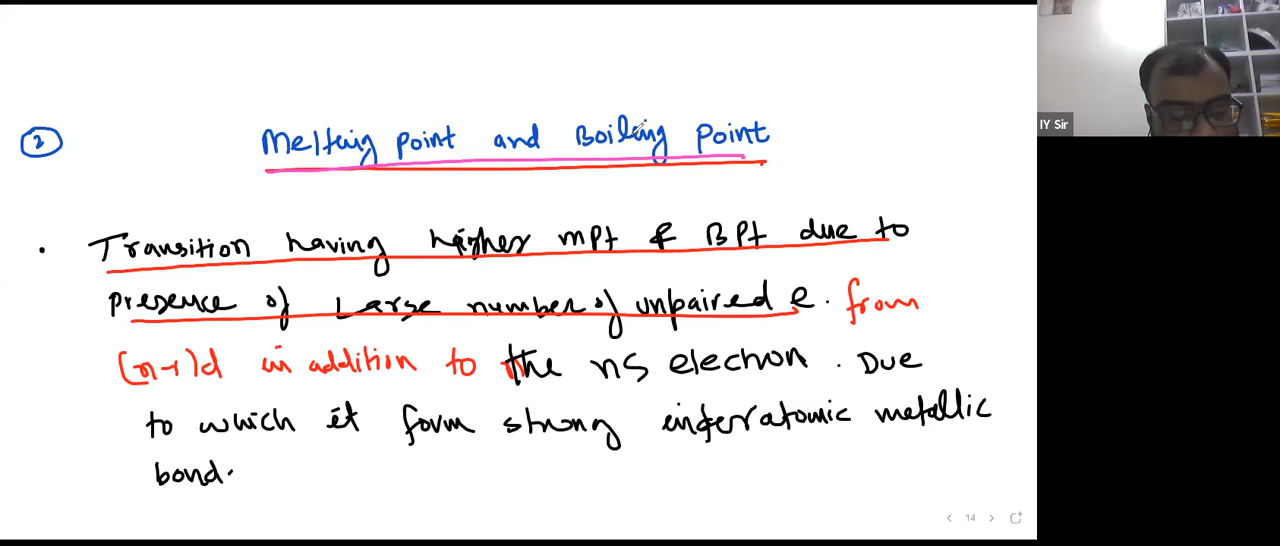 2 Melting point and Boiling point
. Transition having higher mpt & BPt due to
presence of Large number of unpaired e. from
(n-1)d in addition to the ns electron. Due
to which it form strong interatomic metallic
bond.
IY Sir
< 14 >